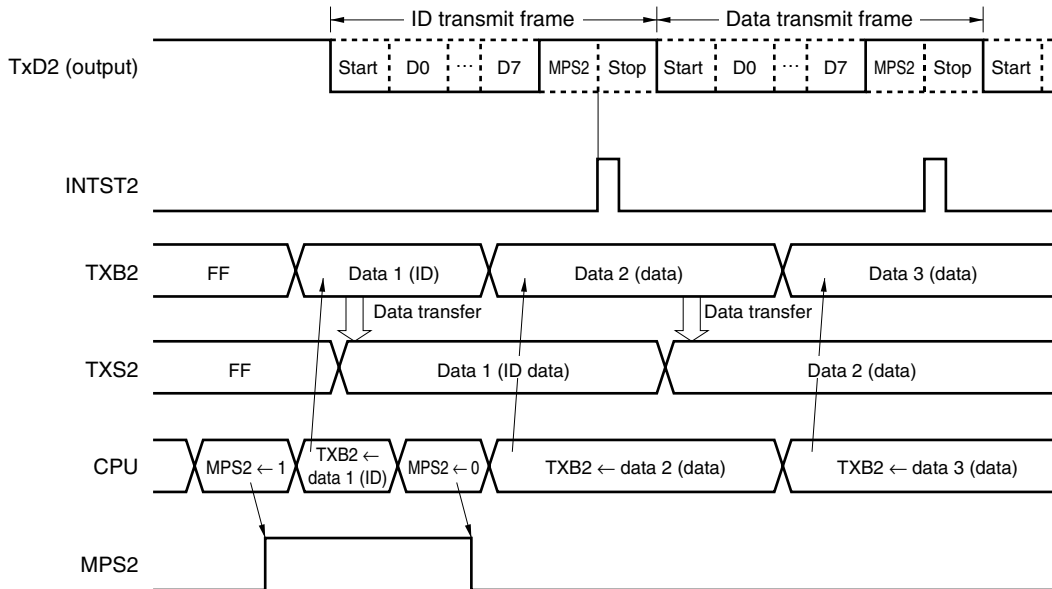 ID transmit frame Data transmit frame
TxD2 (output) Start D0 ... D7 MPS2 Stop Start D0 ... D7 MPS2 Stop Start
INTST2
TXB2 FF Data 1 (ID) Data 2 (data) Data 3 (data)
Data transfer Data transfer
TXS2 FF Data 1 (ID data) Data 2 (data)
CPU MPS2 ← 1 TXB2 ← data 1 (ID) MPS2 ← 0 TXB2 ← data 2 (data) TXB2 ← data 3 (data)
MPS2